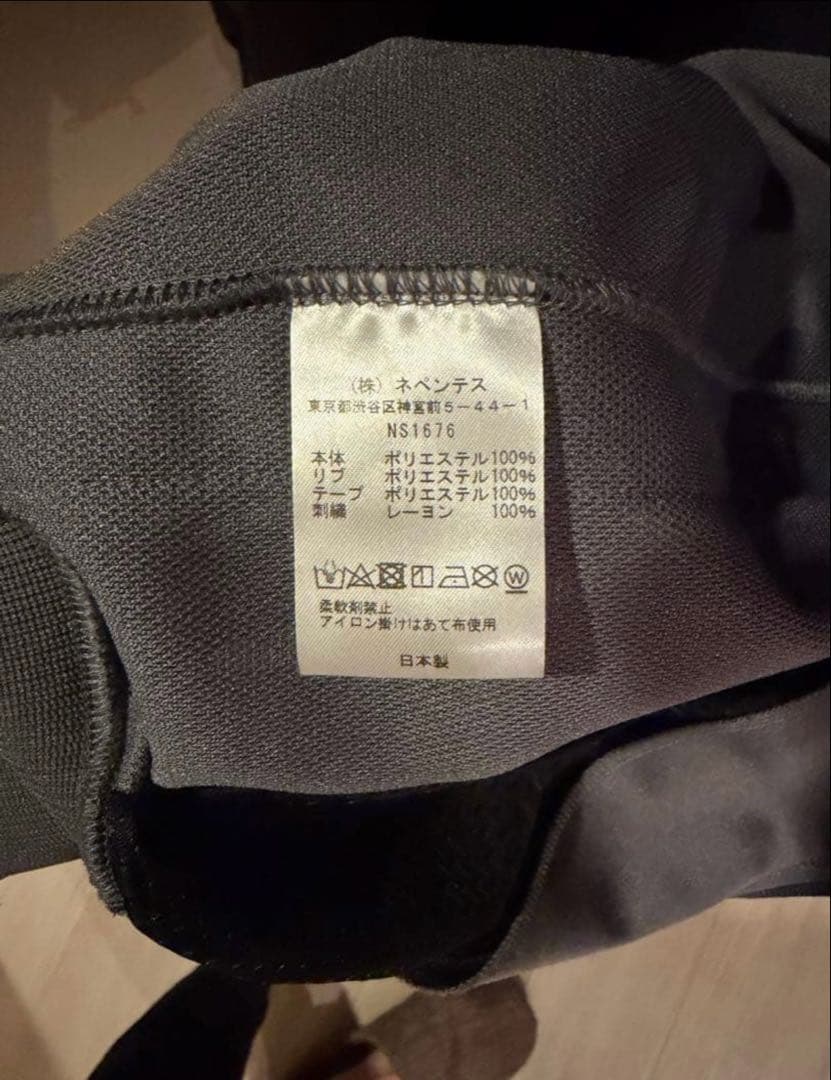 (株) ネペンテス
東京都渋谷区神宮前5-44-1
NS1676
本体 ポリエステル100%
リブ ポリエステル100%
テープ ポリエステル100%
刺繍 レーヨン 100%
W
柔軟剤禁止
アイロン掛けはあて布使用
日本製